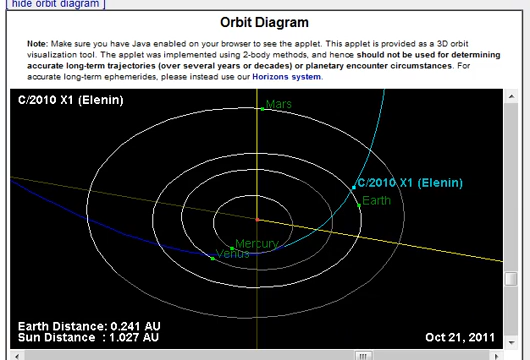 hide orbit diagram ]
Orbit Diagram
Note: Make sure you have Java enabled on your browser to see the applet. This applet is provided as a 3D orbit
visualization tool. The applet was implemented using 2-body methods, and hence should not be used for determining
accurate long-term trajectories (over several years or decades) or planetary encounter circumstances. For
accurate long-term ephemerides, please instead use our Horizons system.
C/2010 X1 (Elenin)
Mars
C/2010 X1 (Elenin)
Earth
Mercury
Venus
Earth Distance: 0.241 AU
Sun Distance : 1.027 AU
Oct 21, 2011